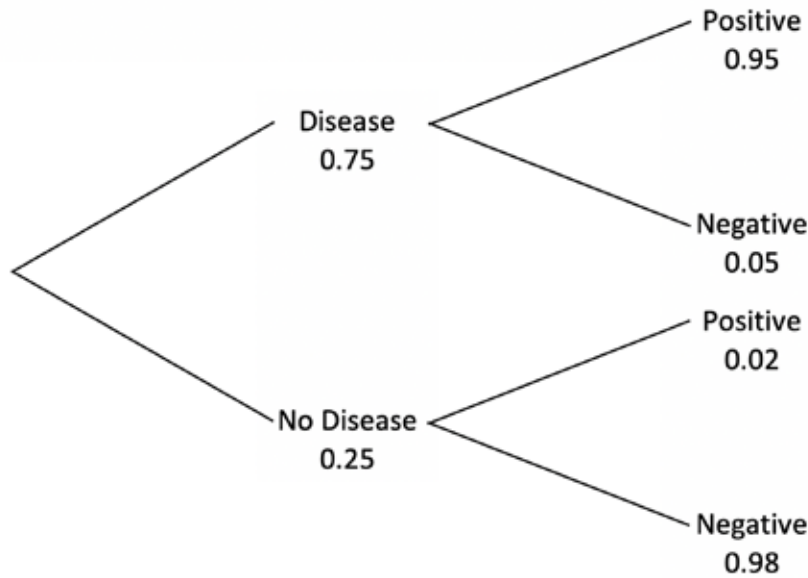 Positive
0.95
Disease
0.75
Negative
0.05
Positive
0.02
No Disease
0.25
Negative
0.98